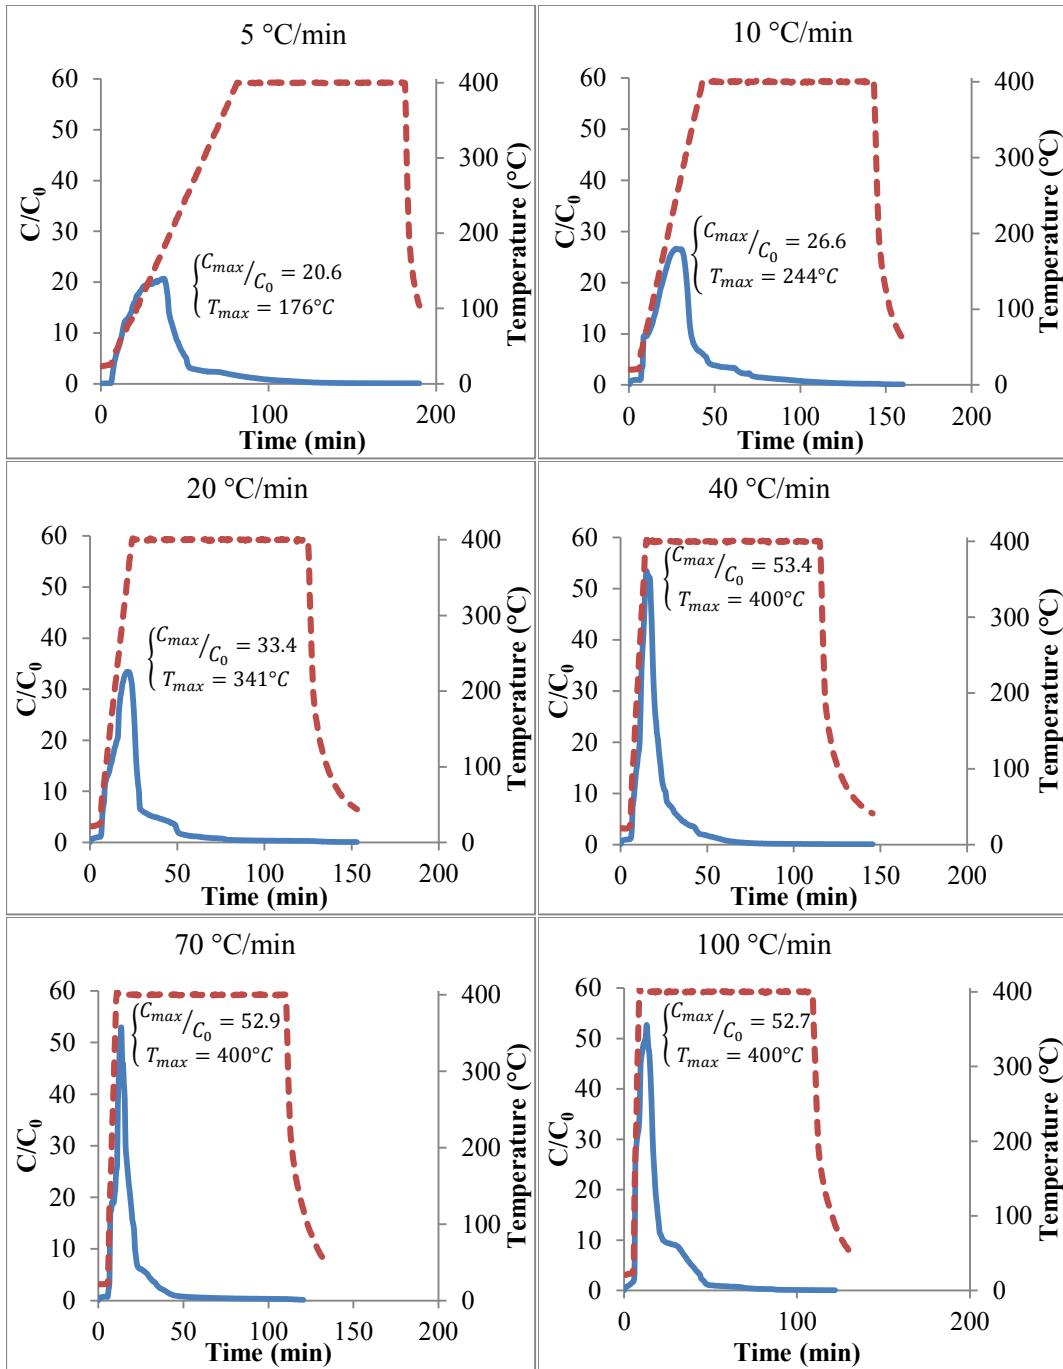 5 °C/min
60
50
40
30
20
10
0
C/C0
400
300
200
100
0
Temperature (°C)
{Cmax/C0 = 20.6
Tmax = 176°C
0 100 200
Time (min)
10 °C/min
60
50
40
30
20
10
0
C/C0
400
300
200
100
0
Temperature (°C)
{Cmax/C0 = 26.6
Tmax = 244°C
0 50 100 150 200
Time (min)
20 °C/min
60
50
40
30
20
10
0
C/C0
400
300
200
100
0
Temperature (°C)
{Cmax/C0 = 33.4
Tmax = 341°C
0 50 100 150 200
Time (min)
40 °C/min
60
50
40
30
20
10
0
C/C0
400
300
200
100
0
Temperature (°C)
{Cmax/C0 = 53.4
Tmax = 400°C
0 50 100 150 200
Time (min)
70 °C/min
60
50
40
30
20
10
0
C/C0
400
300
200
100
0
Temperature (°C)
{Cmax/C0 = 52.9
Tmax = 400°C
0 50 100 150 200
Time (min)
100 °C/min
60
50
40
30
20
10
0
C/C0
400
300
200
100
0
Temperature (°C)
{Cmax/C0 = 52.7
Tmax = 400°C
0 100 200
Time (min)